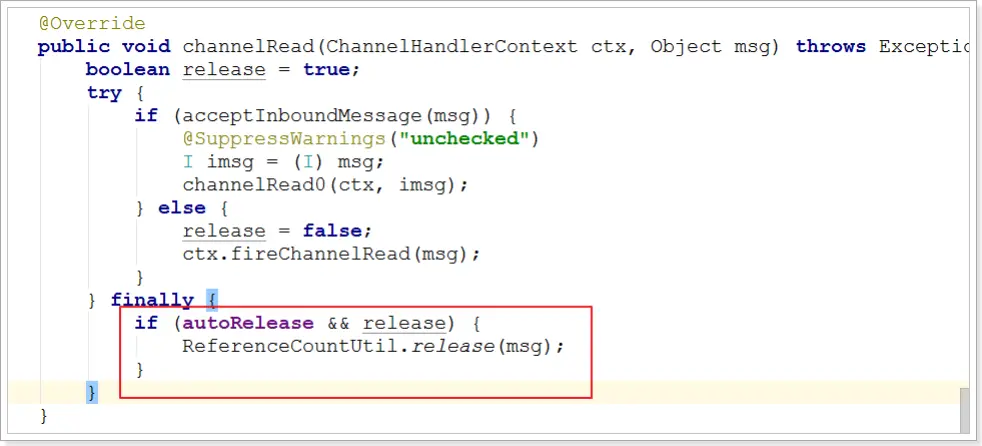 @Override
public void channelRead(ChannelHandlerContext ctx, Object msg) throws Exceptio
boolean release = true;
try {
if (acceptInboundMessage(msg)) {
@SuppressWarnings("unchecked")
I imsg = (I) msg;
channelRead0(ctx, imsg);
} else {
release = false;
ctx.fireChannelRead(msg);
}
} finally {
if (autoRelease && release) {
ReferenceCountUtil.release(msg);
}
}
}